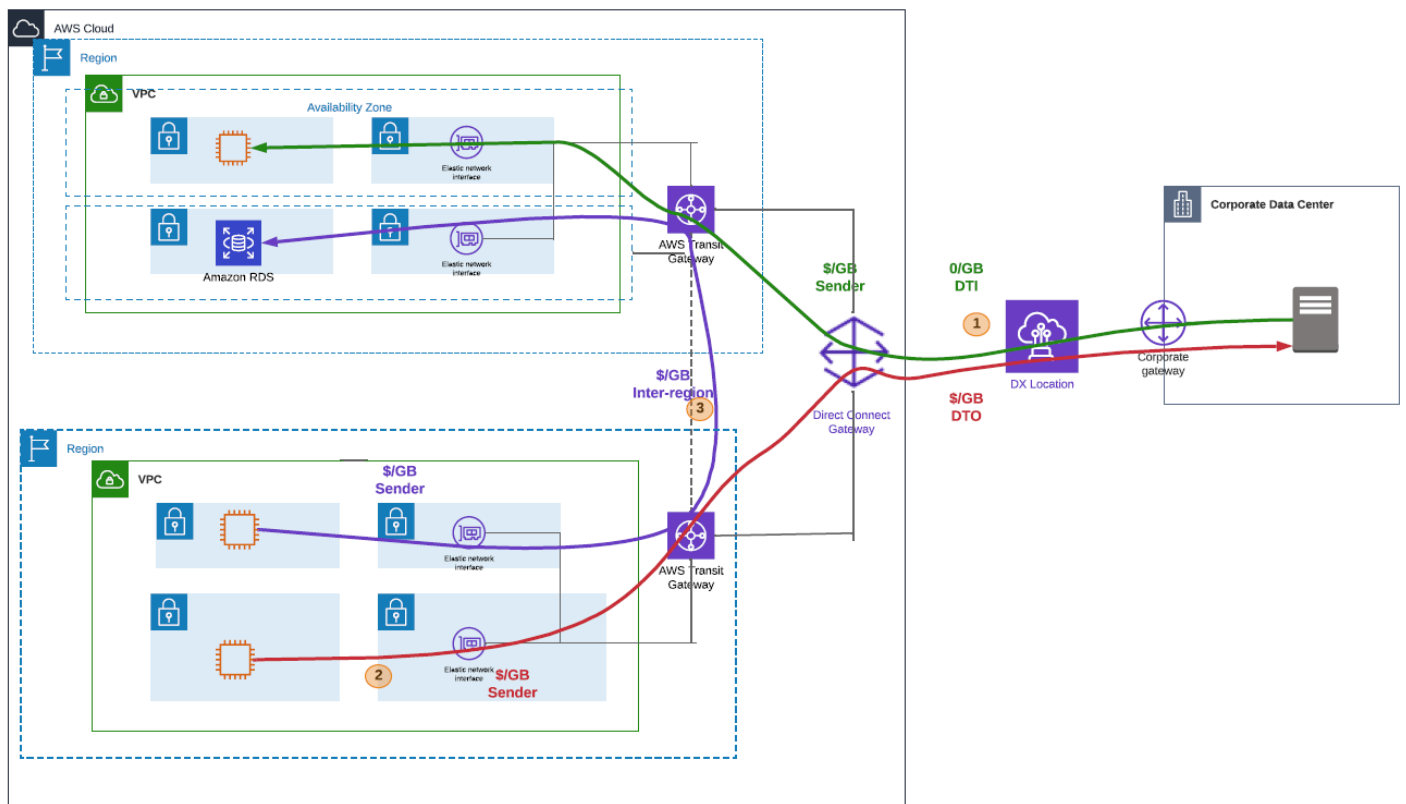 AWS Cloud
Region
VPC
Availability Zone
Elastic network
interface
Elastic network
interface
Amazon RDS
AWS Transit
Gateway
$/GB
Sender
0/GB
DTI
1
Corporate Data Center
DX Location
Corporate
gateway
$/GB
DTO
Direct Connect
Gateway
$/GB
Inter-region
3
Region
VPC
$/GB
Sender
Elastic network
interface
AWS Transit
Gateway
Elastic network
interface
2
$/GB
Sender